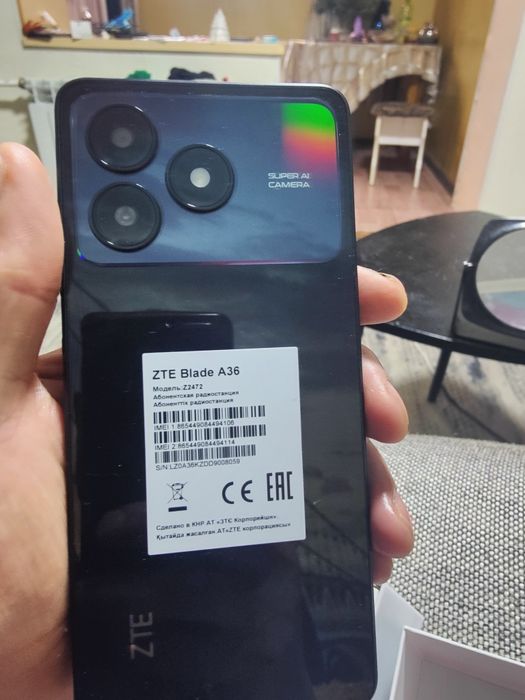 SUPER AI
CAMERA
ZTE Blade A36
Модель:Z2472
Абонентская радиостанция
Абоненттік радиостанция
IMEI 1:865449084494106
IMEI 2:865449084494114
S/N:LZ0A36KZDD9008059
CE EAC
Сделано в КНР АТ «ЗТЕ Корпорейшн».
Қытайда жасалған АТ«ZTE корпорациясы»
ZTE